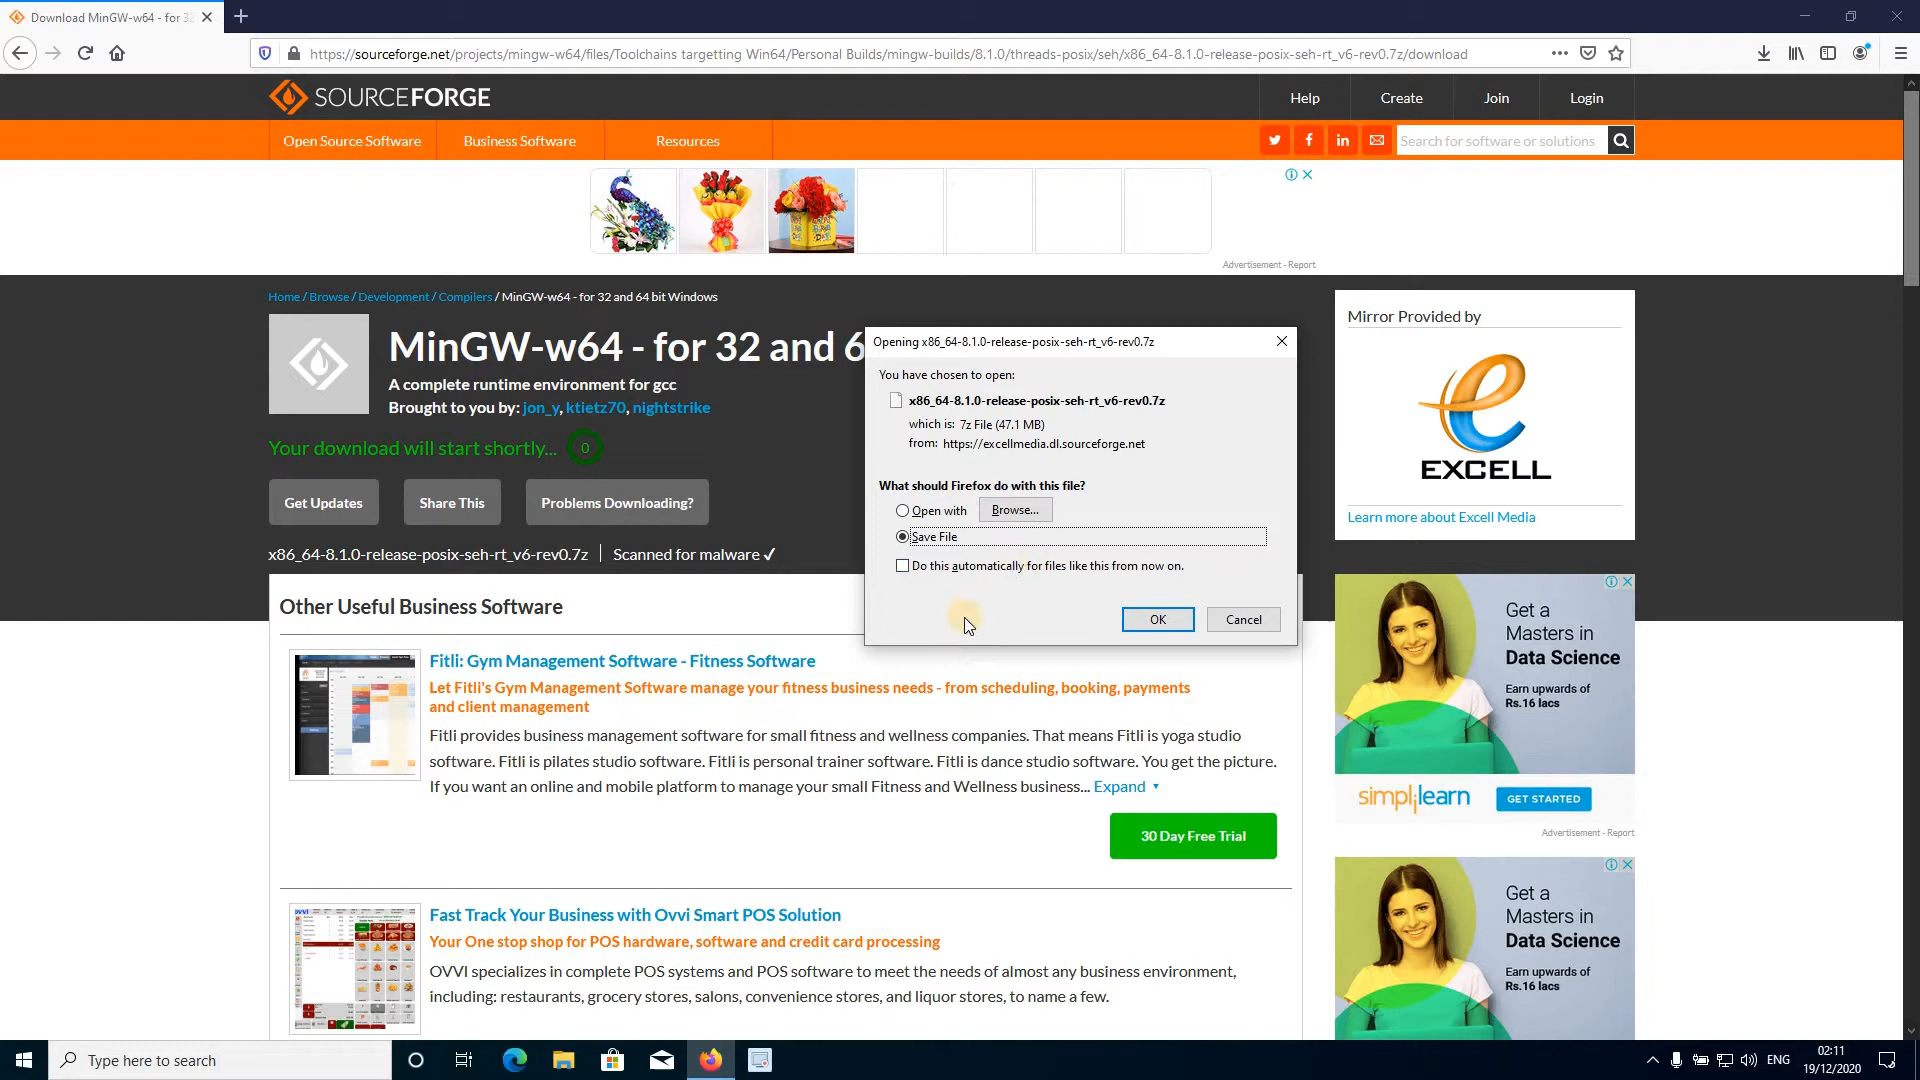 Download MinGW-w64 - for 32
https://sourceforge.net/projects/mingw-w64/files/Toolchains targetting Win64/Personal Builds/mingw-builds/8.1.0/threads-posix/seh/x86_64-8.1.0-release-posix-seh-rt_v6-rev0.7z/download
SOURCEFORGE
Help
Create
Join
Login
Open Source Software
Business Software
Resources
Search for software or solutions
Advertisement - Report
Home / Browse / Development / Compilers / MinGW-w64 - for 32 and 64 bit Windows
MinGW-w64 - for 32 and 6
A complete runtime environment for gcc
Brought to you by: jon_y, ktietz70, nightstrike
Your download will start shortly... 0
Get Updates
Share This
Problems Downloading?
x86_64-8.1.0-release-posix-seh-rt_v6-rev0.7z
Scanned for malware ✓
Opening x86_64-8.1.0-release-posix-seh-rt_v6-rev0.7z
You have chosen to open:
x86_64-8.1.0-release-posix-seh-rt_v6-rev0.7z
which is: 7z File (47.1 MB)
from: https://excellmedia.dl.sourceforge.net
What should Firefox do with this file?
Open with
Browse...
Save File
Do this automatically for files like this from now on.
OK
Cancel
Mirror Provided by
EXCELL
Learn more about Excell Media
Other Useful Business Software
Fitli: Gym Management Software - Fitness Software
Let Fitli's Gym Management Software manage your fitness business needs - from scheduling, booking, payments
and client management
Fitli provides business management software for small fitness and wellness companies. That means Fitli is yoga studio
software. Fitli is pilates studio software. Fitli is personal trainer software. Fitli is dance studio software. You get the picture.
If you want an online and mobile platform to manage your small Fitness and Wellness business... Expand
30 Day Free Trial
Fast Track Your Business with Ovvi Smart POS Solution
Your One stop shop for POS hardware, software and credit card processing
OVVI specializes in complete POS systems and POS software to meet the needs of almost any business environment,
including: restaurants, grocery stores, salons, convenience stores, and liquor stores, to name a few.
Get a
Masters in
Data Science
Earn upwards of
Rs.16 lacs
simplilearn
GET STARTED
Advertisement - Report
Get a
Masters in
Data Science
Earn upwards of
Rs.16 lacs
Type here to search
ENG
02:11
19/12/2020